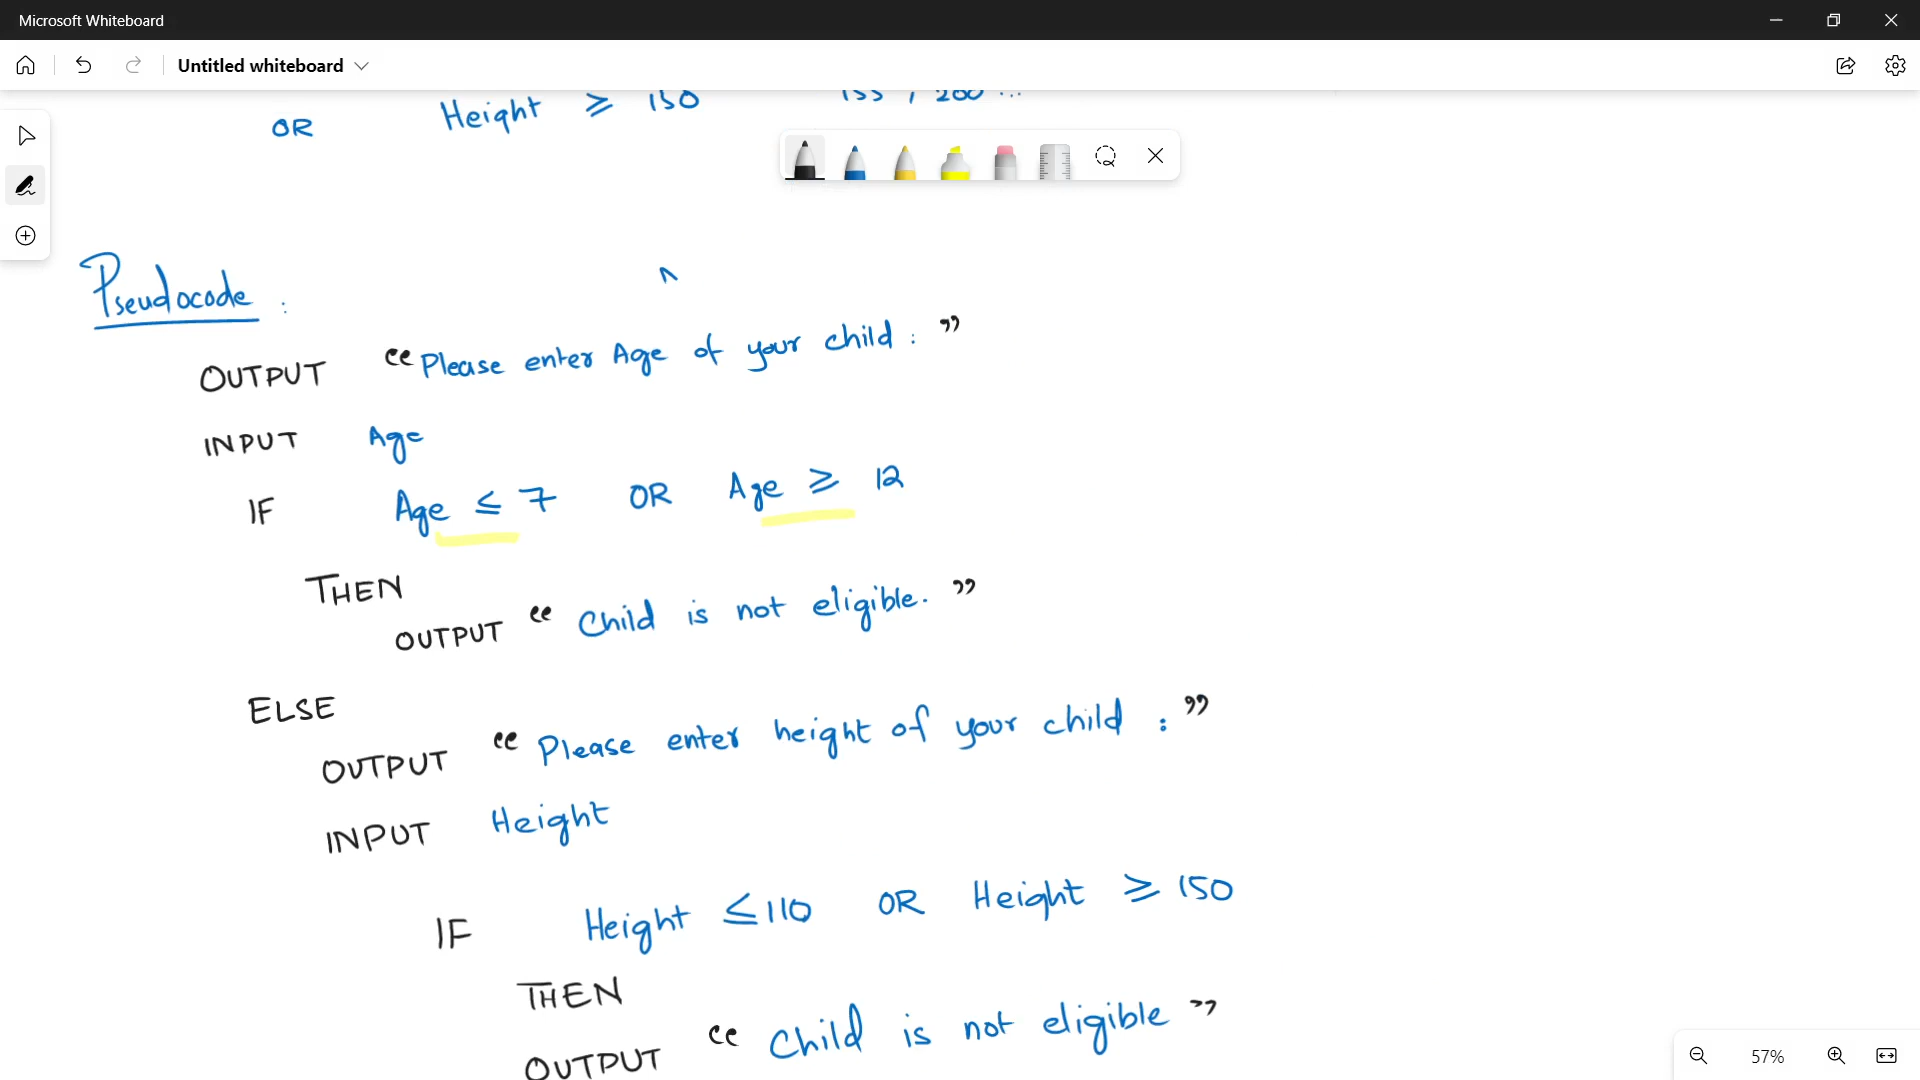 Microsoft Whiteboard
Untitled whiteboard
OR Height ≥ 150 155 , 200 ...
Pseudocode :
OUTPUT “Please enter Age of your child : ”
INPUT Age
IF Age ≤ 7 OR Age ≥ 12
THEN
OUTPUT “ Child is not eligible. ”
ELSE
OUTPUT “ Please enter height of your child : ”
INPUT Height
IF Height ≤ 110 OR Height ≥ 150
THEN
OUTPUT “ Child is not eligible ”
57%